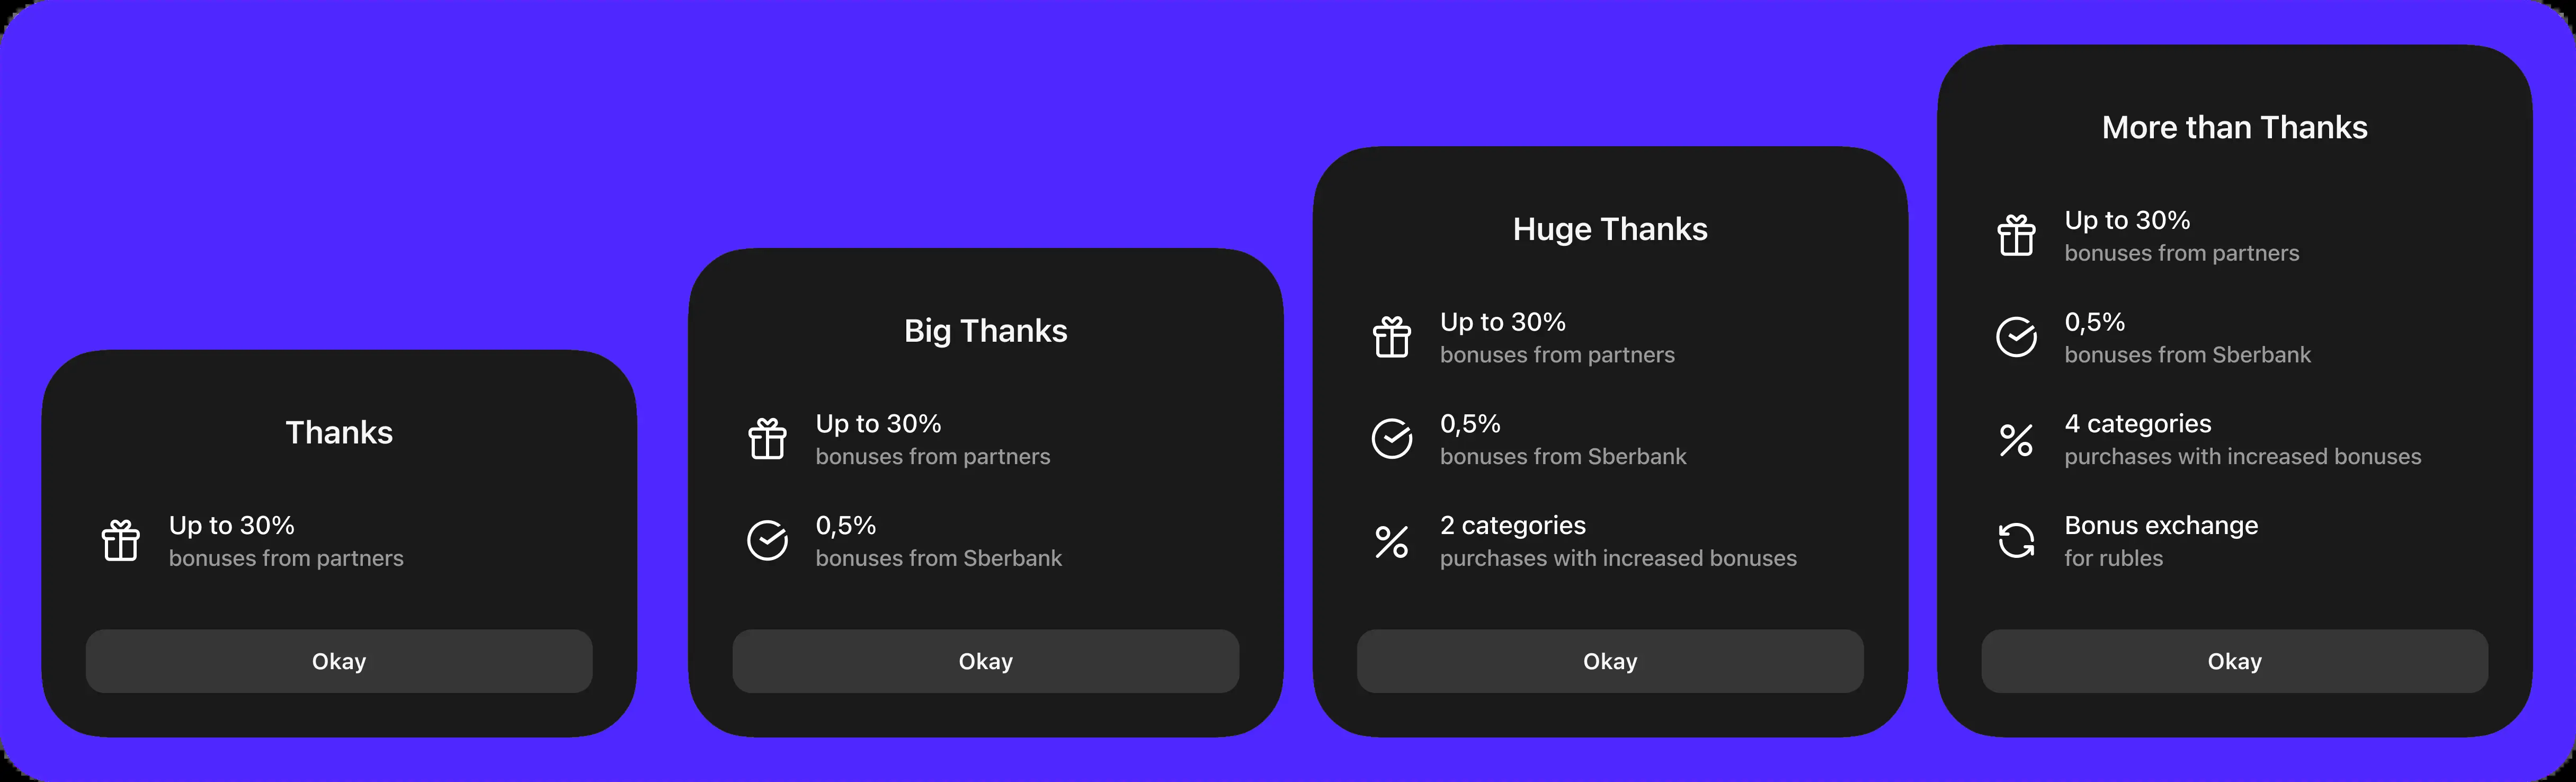 Thanks
Up to 30%
bonuses from partners
Okay
Big Thanks
Up to 30%
bonuses from partners
0,5%
bonuses from Sberbank
Okay
Huge Thanks
Up to 30%
bonuses from partners
0,5%
bonuses from Sberbank
2 categories
purchases with increased bonuses
Okay
More than Thanks
Up to 30%
bonuses from partners
0,5%
bonuses from Sberbank
4 categories
purchases with increased bonuses
Bonus exchange
for rubles
Okay